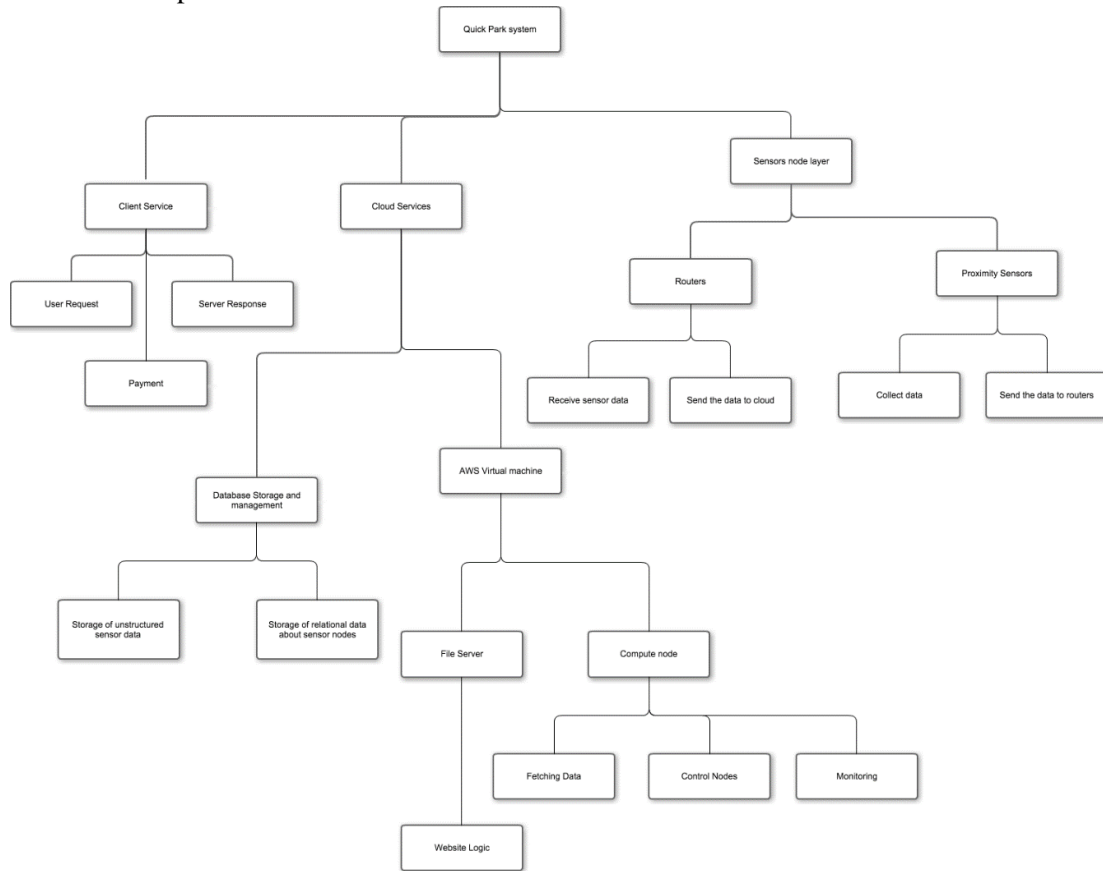 Quick Park system
Sensors node layer
Client Service
Cloud Services
Routers
Proximity Sensors
User Request
Server Response
Payment
Receive sensor data
Send the data to cloud
Collect data
Send the data to routers
AWS Virtual machine
Database Storage and
management
Storage of unstructured
sensor data
Storage of relational data
about sensor nodes
File Server
Compute node
Fetching Data
Control Nodes
Monitoring
Website Logic